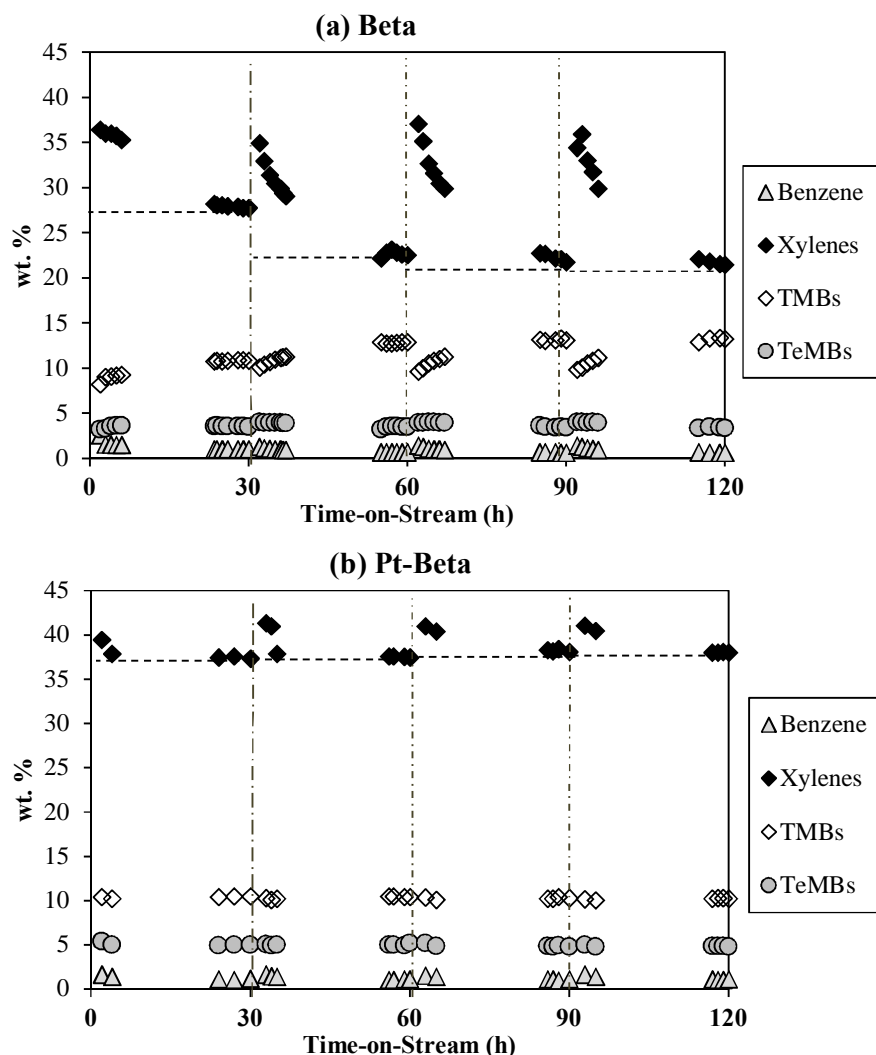 (a) Beta
45
40
35
30
25
20
15
10
5
0
wt. %
0 30 60 90 120
Time-on-Stream (h)
Benzene
Xylenes
TMBs
TeMBs
(b) Pt-Beta
45
40
35
30
25
20
15
10
5
0
wt. %
0 30 60 90 120
Time-on-Stream (h)
Benzene
Xylenes
TMBs
TeMBs